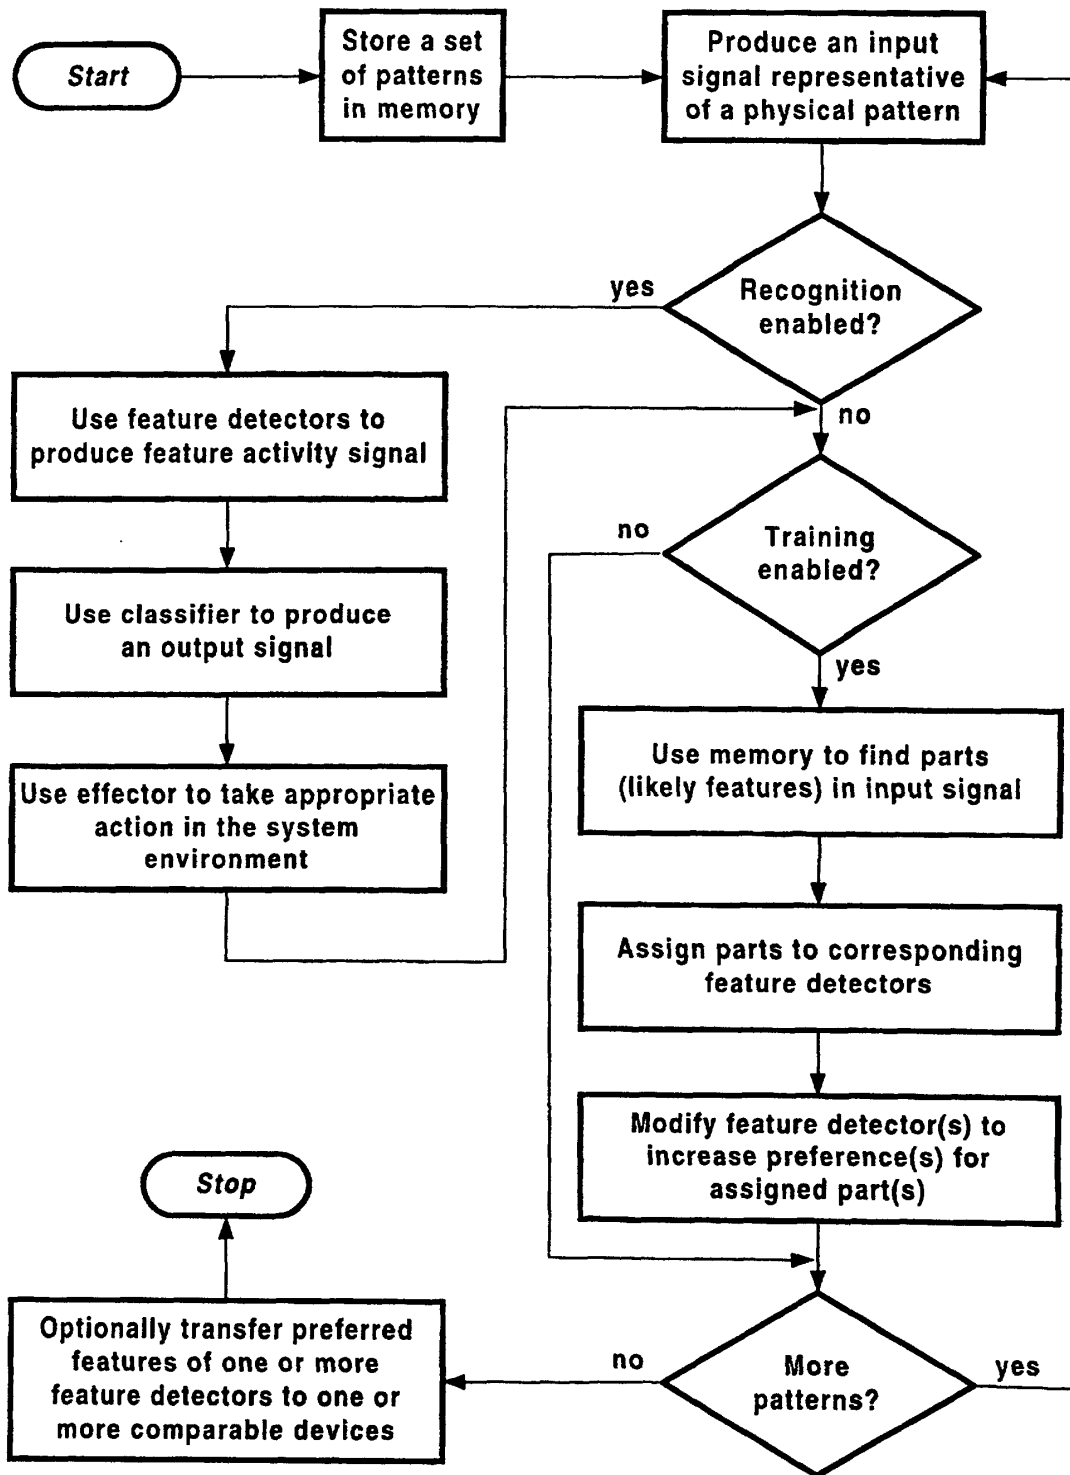 Start
Store a set
of patterns
in memory
Produce an input
signal representative
of a physical pattern
Recognition
enabled?
yes
no
Use feature detectors to
produce feature activity signal
Use classifier to produce
an output signal
Use effector to take appropriate
action in the system
environment
Training
enabled?
no
yes
Use memory to find parts
(likely features) in input signal
Assign parts to corresponding
feature detectors
Modify feature detector(s) to
increase preference(s) for
assigned part(s)
More
patterns?
yes
no
Optionally transfer preferred
features of one or more
feature detectors to one or
more comparable devices
Stop